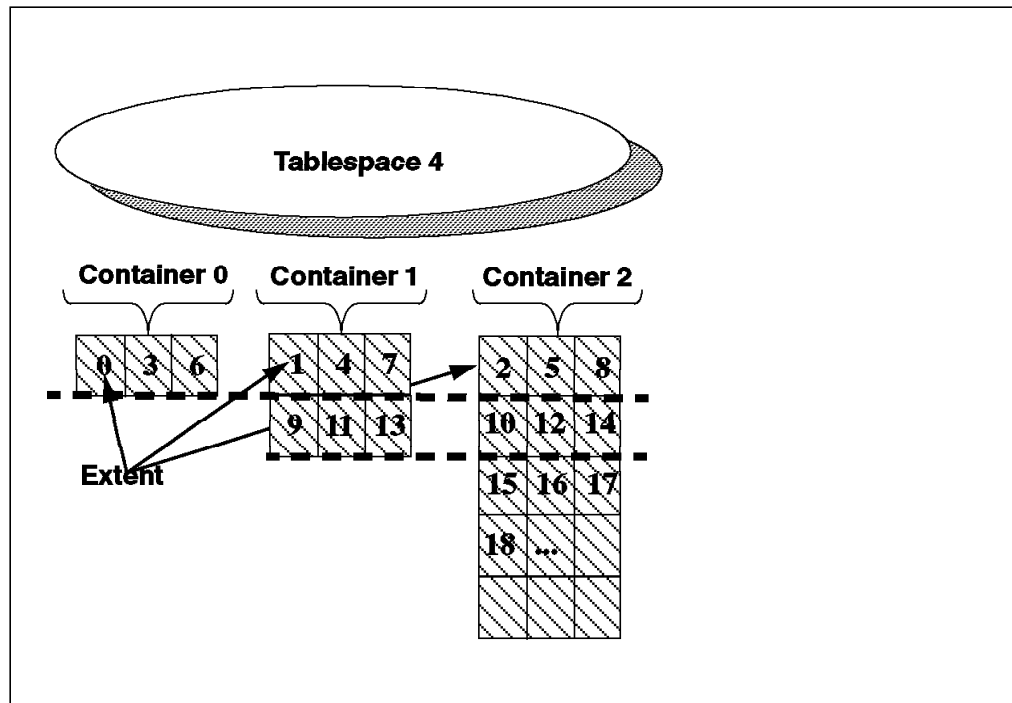 Tablespace 4
Container 0 Container 1 Container 2
0 3 6 1 4 7 2 5 8
9 11 13 10 12 14
Extent 15 16 17
18 ...